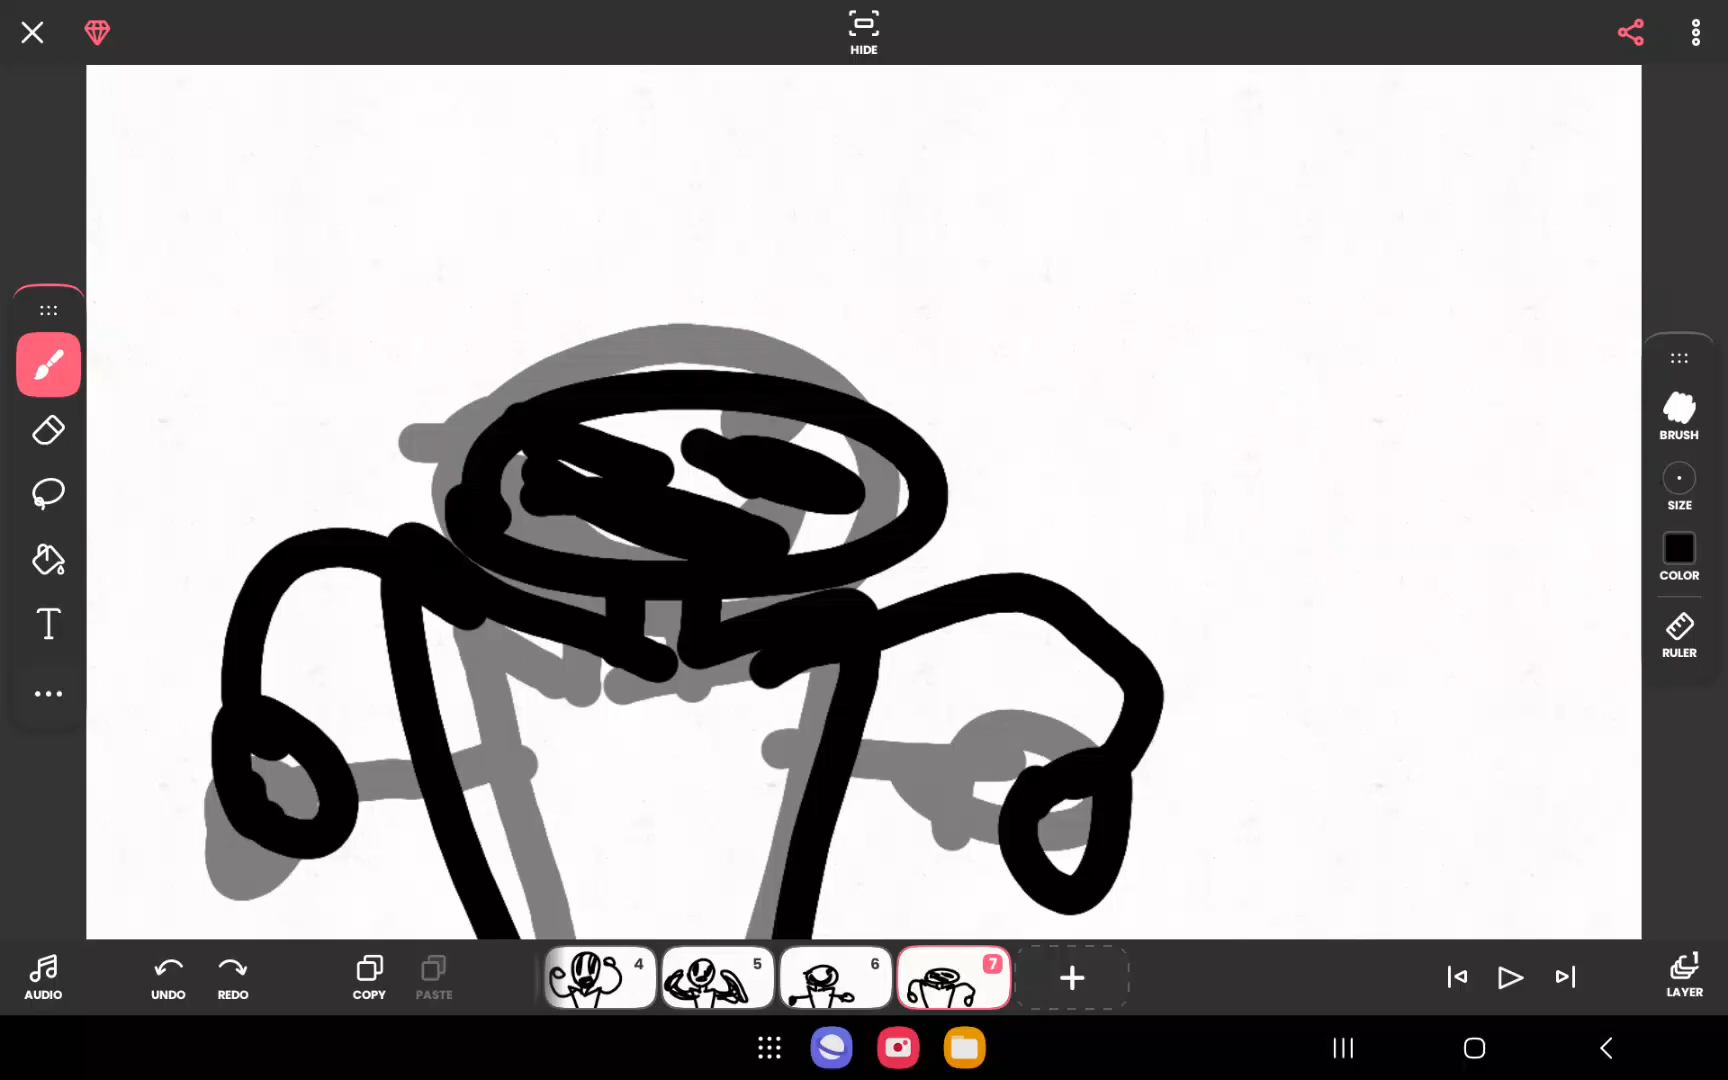 HIDE
BRUSH
SIZE
COLOR
RULER
T
AUDIO
UNDO
REDO
COPY
PASTE
4
5
6
7
1
LAYER